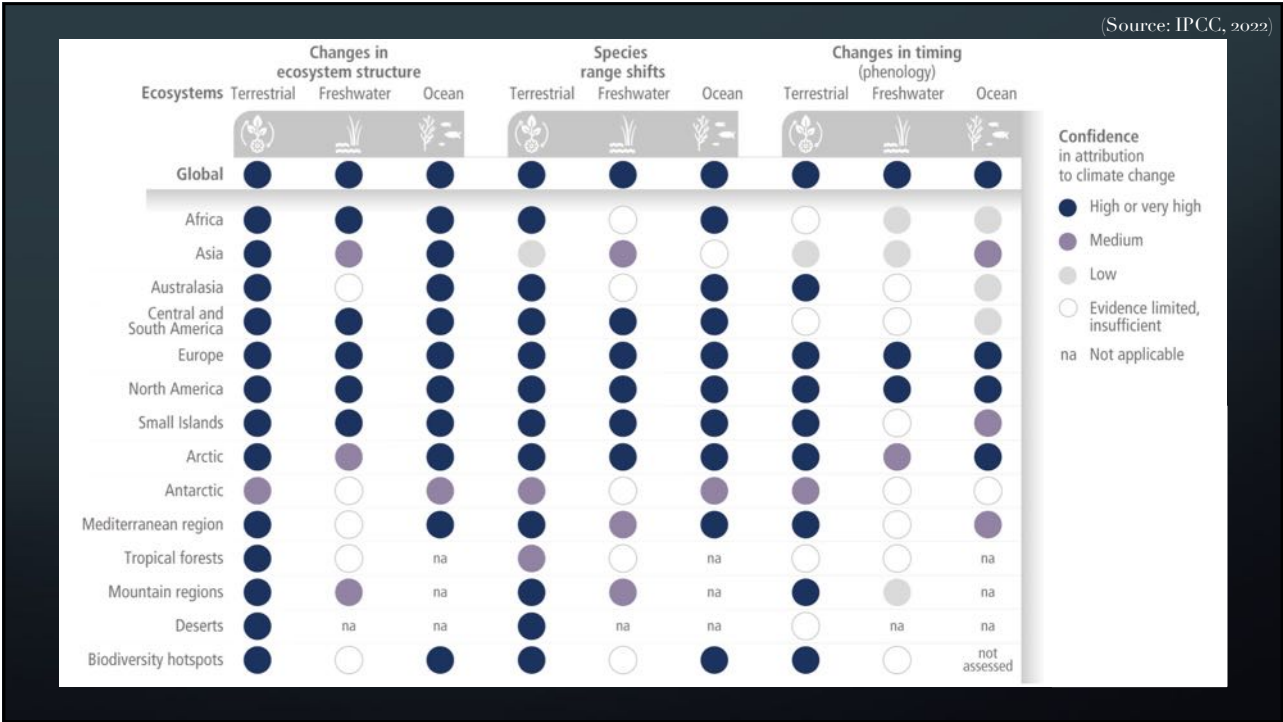 (Source: IPCC, 2022)
Changes in
ecosystem structure
Species
range shifts
Changes in timing
(phenology)
Ecosystems Terrestrial Freshwater Ocean Terrestrial Freshwater Ocean Terrestrial Freshwater Ocean
Confidence
in attribution
to climate change
High or very high
Medium
Low
Evidence limited,
insufficient
na Not applicable
Global
Africa
Asia
Australasia
Central and
South America
Europe
North America
Small Islands
Arctic
Antarctic
Mediterranean region
Tropical forests na na na
Mountain regions na na na
Deserts na na na na na na
Biodiversity hotspots not
assessed